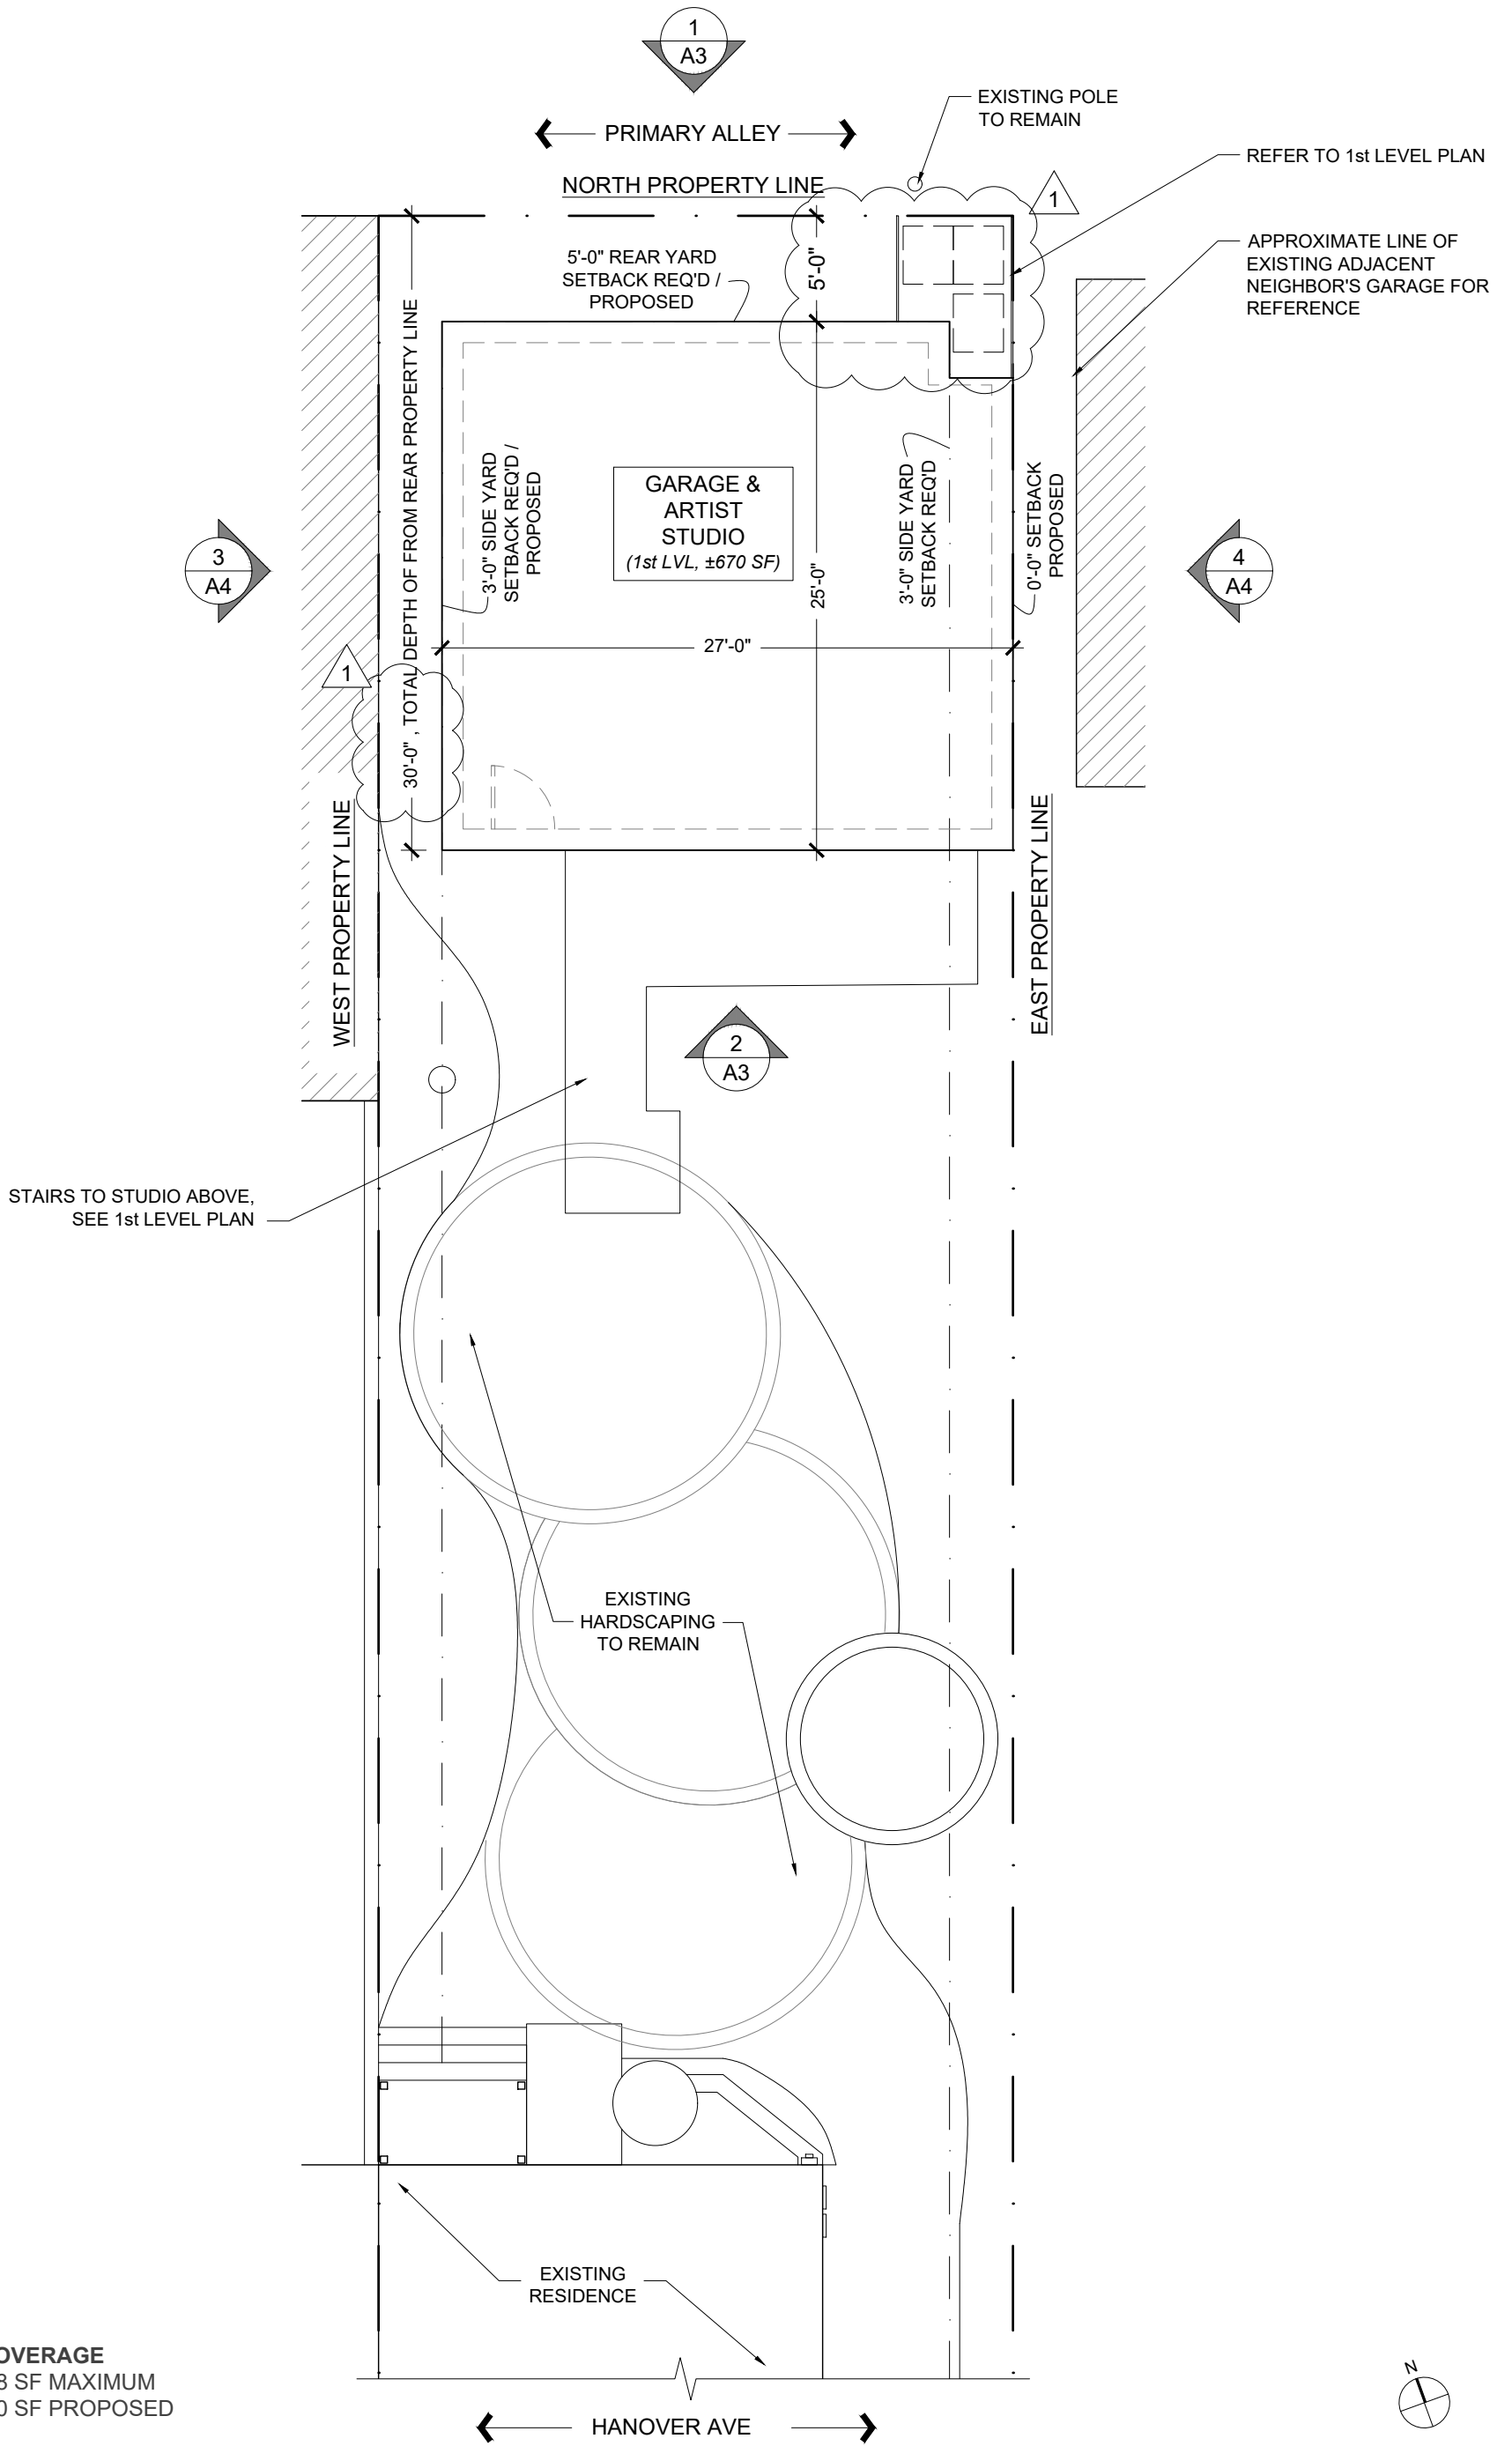 1
A3
PRIMARY ALLEY
EXISTING POLE
TO REMAIN
REFER TO 1st LEVEL PLAN
NORTH PROPERTY LINE
1
APPROXIMATE LINE OF
EXISTING ADJACENT
NEIGHBOR'S GARAGE FOR
REFERENCE
5'-0" REAR YARD
SETBACK REQ'D /
PROPOSED
5'-0"
30'-0" , TOTAL DEPTH OF FROM REAR PROPERTY LINE
3'-0" SIDE YARD
SETBACK REQ'D /
PROPOSED
GARAGE &
ARTIST
STUDIO
(1st LVL, ±670 SF)
25'-0"
3'-0" SIDE YARD
SETBACK REQ'D
0'-0" SETBACK
PROPOSED
3
A4
4
A4
27'-0"
1
WEST PROPERTY LINE
EAST PROPERTY LINE
2
A3
STAIRS TO STUDIO ABOVE,
SEE 1st LEVEL PLAN
EXISTING
HARDSCAPING
TO REMAIN
EXISTING
RESIDENCE
OVERAGE
8 SF MAXIMUM
0 SF PROPOSED
HANOVER AVE
N